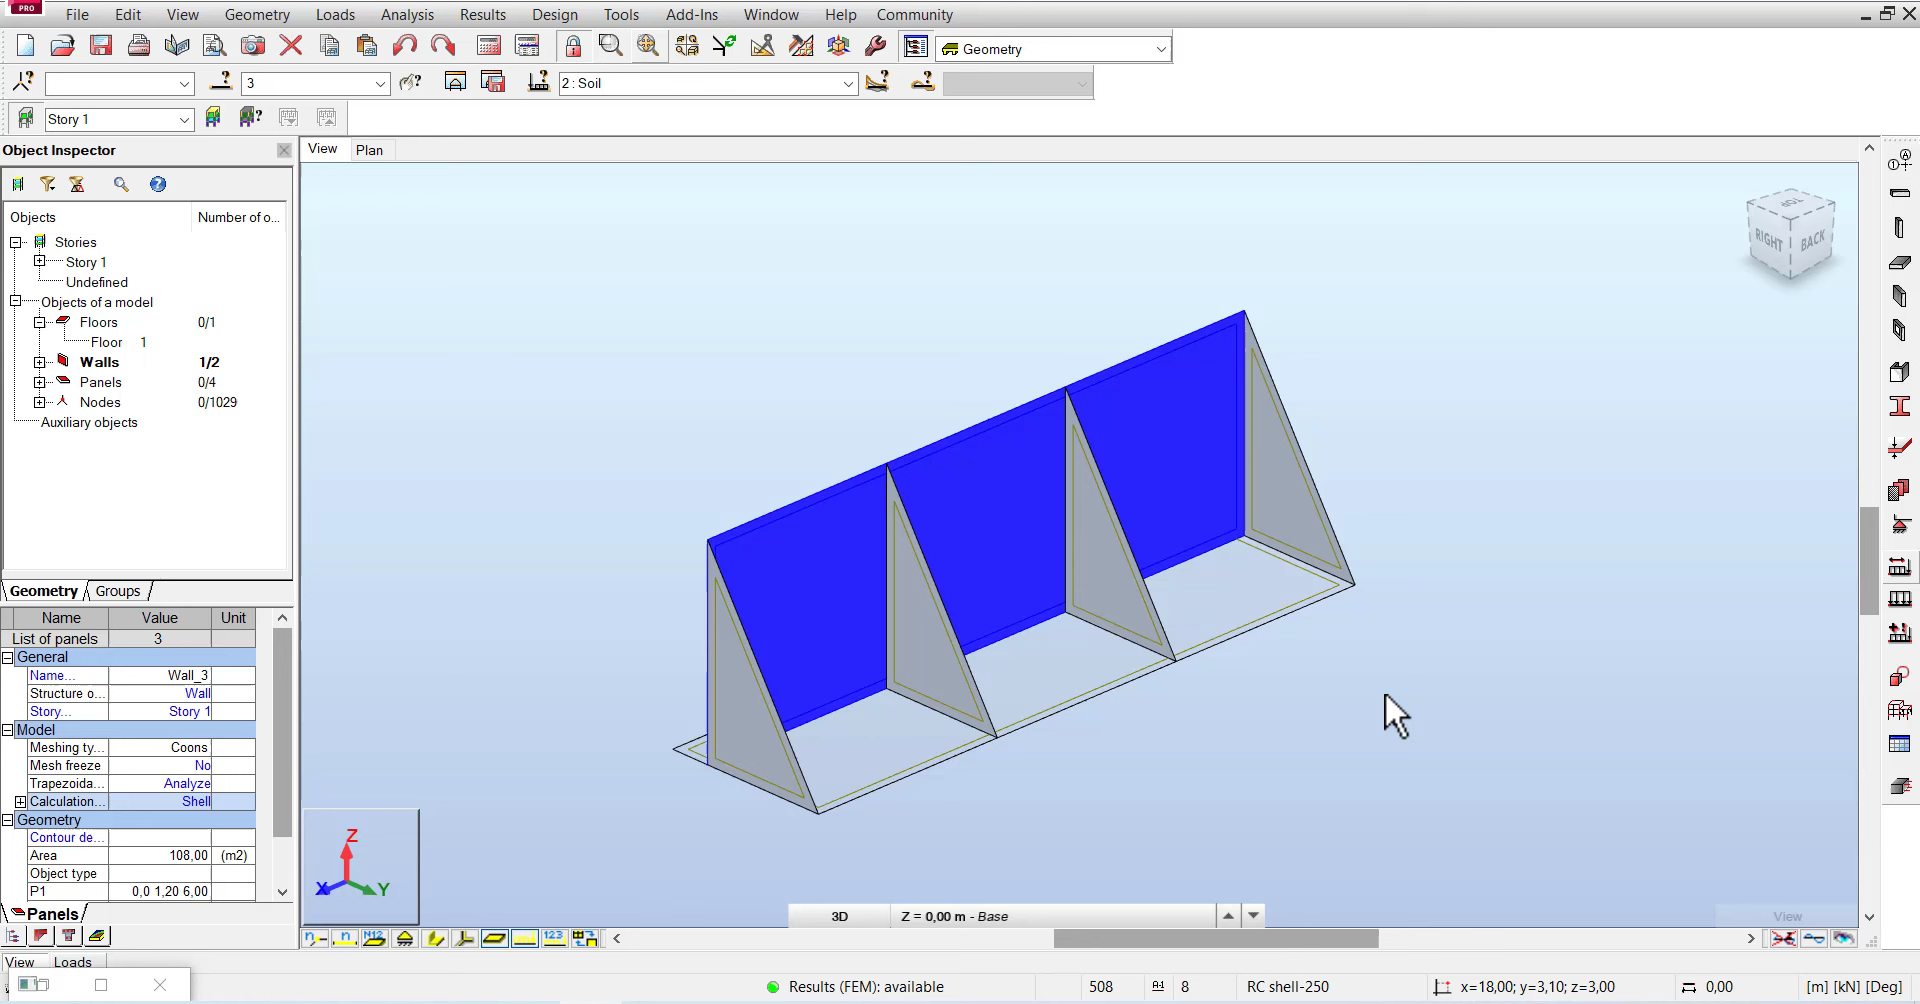 PRO
File Edit View Geometry Loads Analysis Results Design Tools Add-Ins Window Help Community
Geometry
3
2 : Soil
Story 1
Object Inspector
View
Plan
Objects
Number of o...
Stories
Story 1
Undefined
Objects of a model
Floors 0/1
Floor 1
Walls 1/2
Panels 0/4
Nodes 0/1029
Auxiliary objects
Geometry
Groups
Name Value Unit
List of panels 3
General
Name... Wall_3
Structure o... Wall
Story... Story 1
Model
Meshing ty... Coons
Mesh freeze No
Trapezoida... Analyze
Calculation... Shell
Geometry
Contour de...
Area 108,00 (m2)
Object type
P1 0,0 1,20 6,00
Panels
TOP
RIGHT
BACK
Z
X
Y
3D
Z = 0,00 m - Base
View
View
Loads
Results (FEM): available
508
8
RC shell-250
x=18,00; y=3,10; z=3,00
0,00
[m] [kN] [Deg]